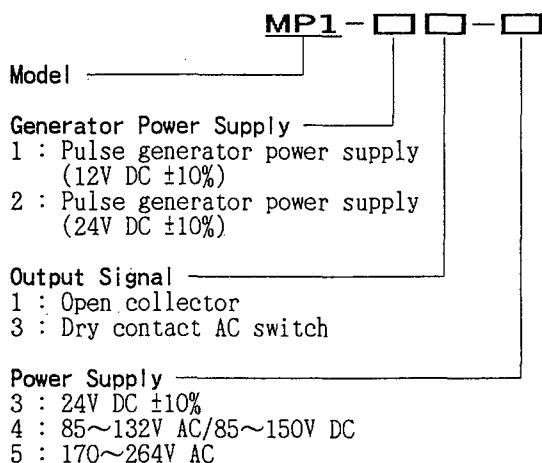 MP1-□□-□
Model
Generator Power Supply
1 : Pulse generator power supply
(12V DC ±10%)
2 : Pulse generator power supply
(24V DC ±10%)
Output Signal
1 : Open collector
3 : Dry contact AC switch
Power Supply
3 : 24V DC ±10%
4 : 85~132V AC/85~150V DC
5 : 170~264V AC